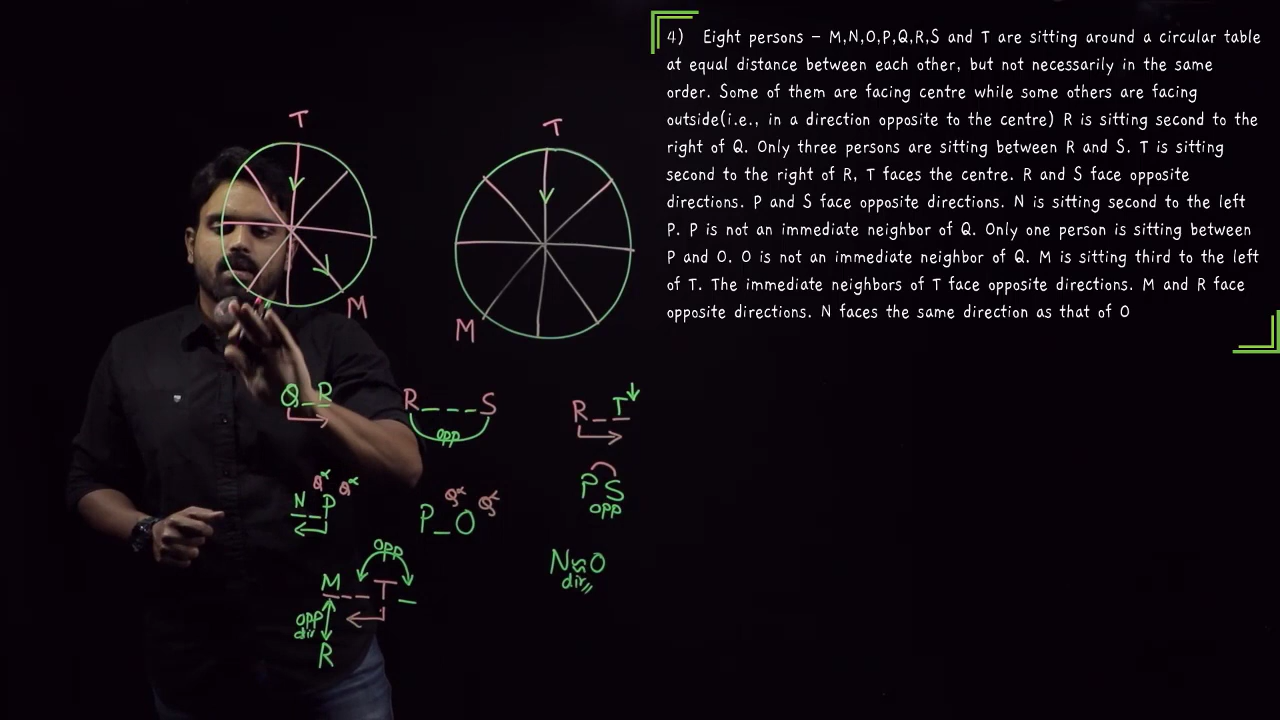 4) Eight persons - M,N,O,P,Q,R,S and T are sitting around a circular table
at equal distance between each other, but not necessarily in the same
order. Some of them are facing centre while some others are facing
outside(i.e., in a direction opposite to the centre) R is sitting second to the
right of Q. Only three persons are sitting between R and S. T is sitting
second to the right of R, T faces the centre. R and S face opposite
directions. P and S face opposite directions. N is sitting second to the left
P. P is not an immediate neighbor of Q. Only one person is sitting between
P and O. O is not an immediate neighbor of Q. M is sitting third to the left
of T. The immediate neighbors of T face opposite directions. M and R face
opposite directions. N faces the same direction as that of O
T
T
M
M
Q _ R
R _ _ _ S
opp
R _ T
N _ P
Q Q
P _ O
Q Q
P S
opp
opp
M _ _ T _
opp
dir
R
N O
dir